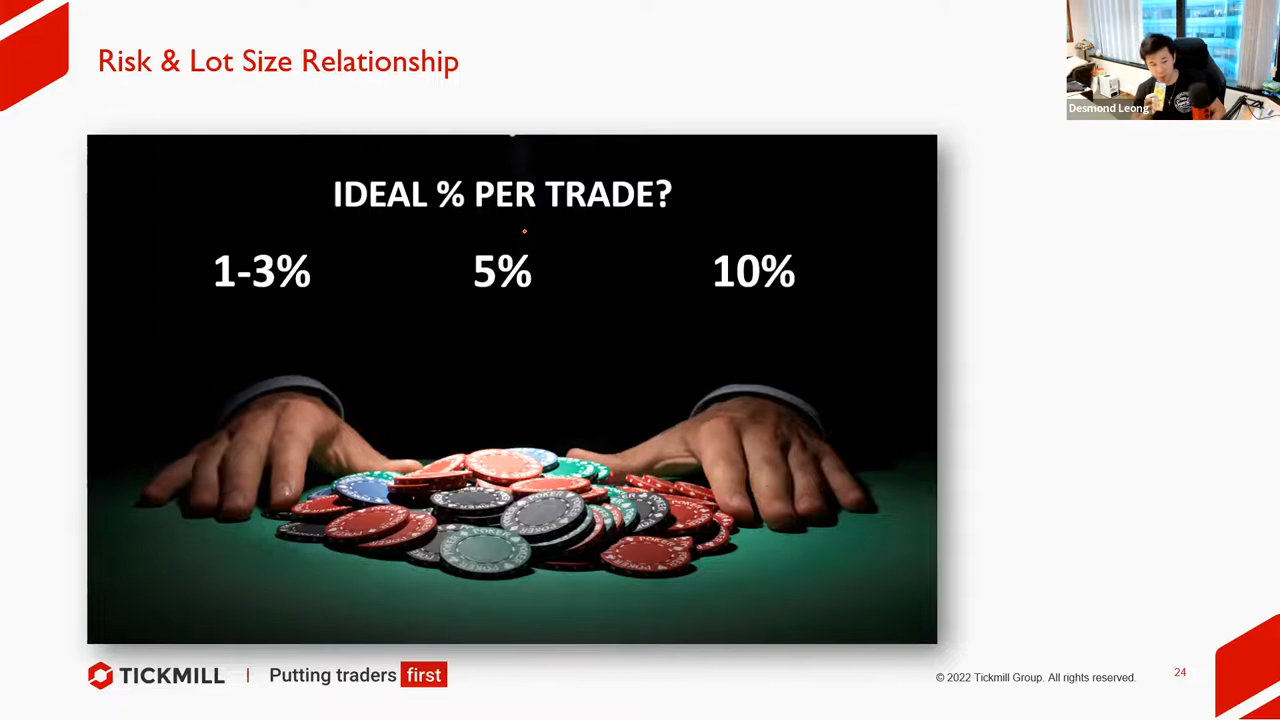 Risk & Lot Size Relationship
Desmond Leong
IDEAL % PER TRADE?
1-3% 5% 10%
TICKMILL | Putting traders first
© 2022 Tickmill Group. All rights reserved.
24